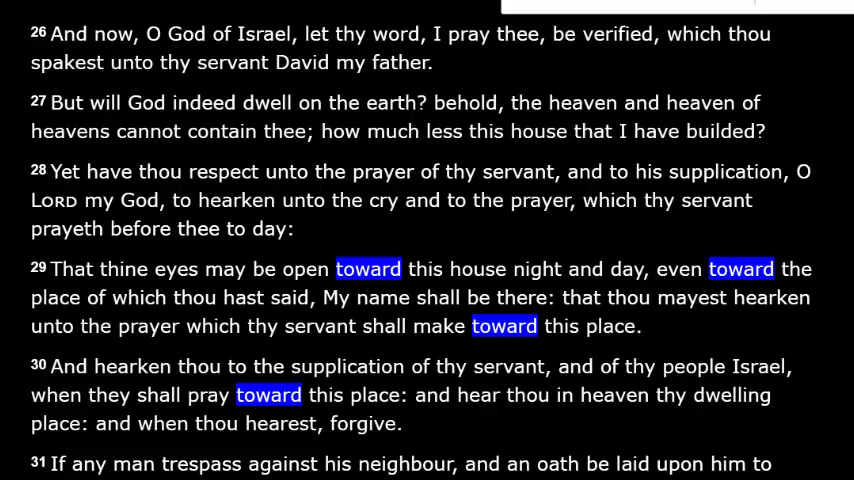 26 And now, O God of Israel, let thy word, I pray thee, be verified, which thou
spakest unto thy servant David my father.
27 But will God indeed dwell on the earth? behold, the heaven and heaven of
heavens cannot contain thee; how much less this house that I have builded?
28 Yet have thou respect unto the prayer of thy servant, and to his supplication, O
LORD my God, to hearken unto the cry and to the prayer, which thy servant
prayeth before thee to day:
29 That thine eyes may be open toward this house night and day, even toward the
place of which thou hast said, My name shall be there: that thou mayest hearken
unto the prayer which thy servant shall make toward this place.
30 And hearken thou to the supplication of thy servant, and of thy people Israel,
when they shall pray toward this place: and hear thou in heaven thy dwelling
place: and when thou hearest, forgive.
31 If any man trespass against his neighbour, and an oath be laid upon him to